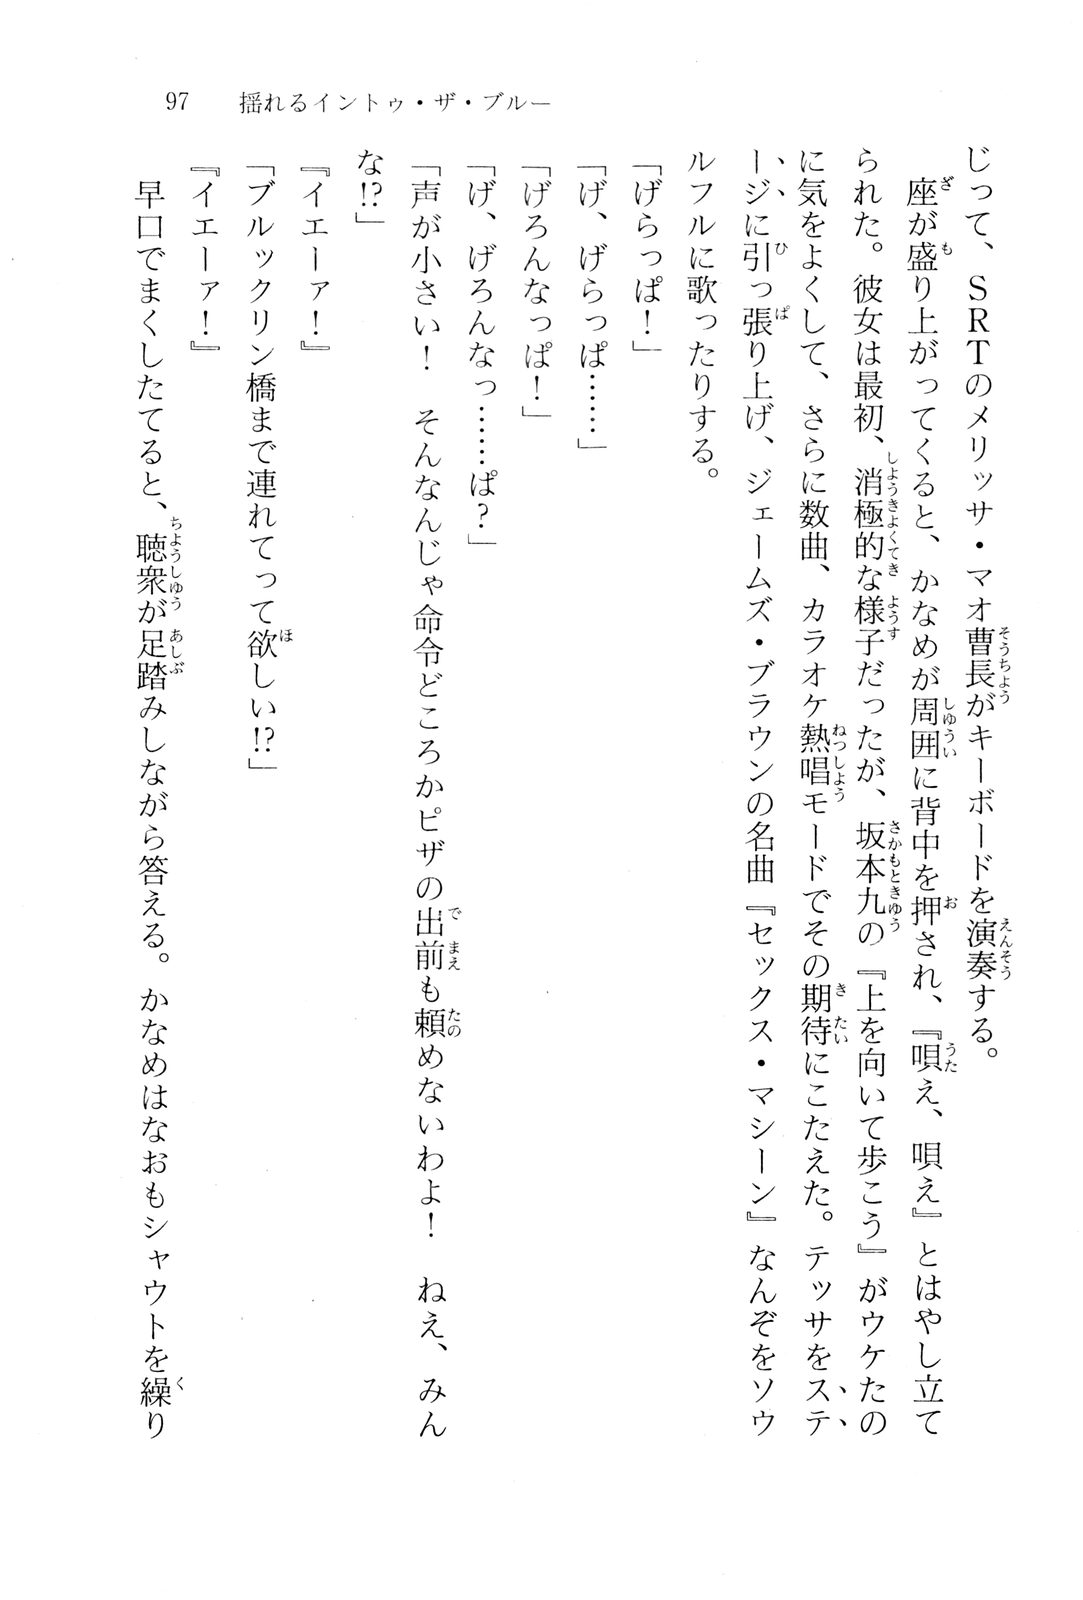 97　揺れるイントゥ・ザ・ブルー
じって、SRTのメリッサ・マオ曹長がキーボードを演奏する。
　座が盛り上がってくると、かなめが周囲に背中を押され、『唄え、唄え』とはやし立て
られた。彼女は最初、消極的な様子だったが、坂本九の『上を向いて歩こう』がウケたの
に気をよくして、さらに数曲、カラオケ熱唱モードでその期待にこたえた。テッサをステ
ージに引っ張り上げ、ジェームズ・ブラウンの名曲『セックス・マシーン』なんぞをソウ
ルフルに歌ったりする。
「げらっぱ！」
「げ、げらっぱ……」
「げろんなっぱ！」
「げ、げろんなっ……ぱ？」
「声が小さい！　そんなんじゃ命令どころかピザの出前も頼めないわよ！　ねえ、みん
な!?」
『イエーァ！』
「ブルックリン橋まで連れてって欲しい!?」
『イエーァ！』
　早口でまくしたてると、聴衆が足踏みしながら答える。かなめはなおもシャウトを繰り